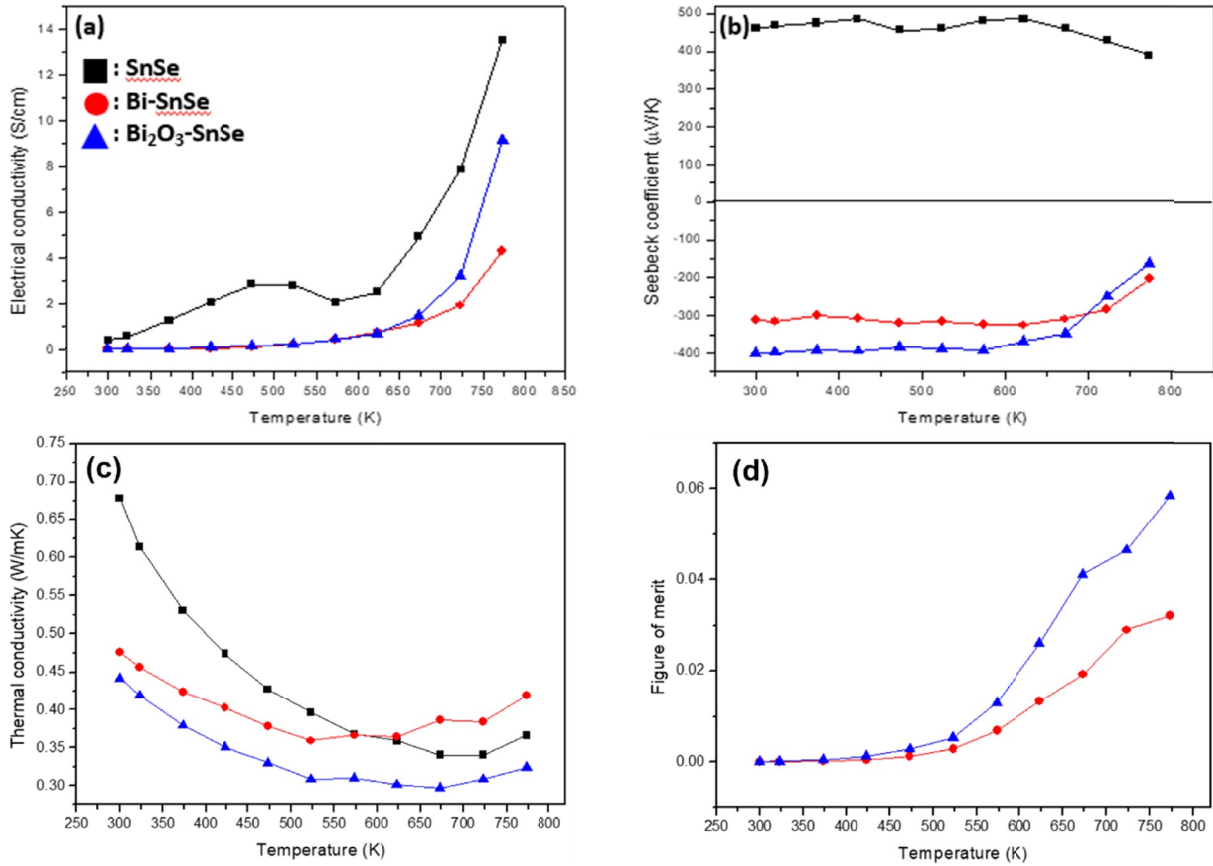 (a)
: SnSe
: Bi-SnSe
: Bi₂O₃-SnSe
Electrical conductivity (S/cm)
14
12
10
8
6
4
2
0
250 300 350 400 450 500 550 600 650 700 750 800 850
Temperature (K)
(b)
Seebeck coefficient (μV/K)
500
400
300
200
100
0
-100
-200
-300
-400
300 400 500 600 700 800
Temperature (K)
(c)
Thermal conductivity (W/mK)
0.75
0.70
0.65
0.60
0.55
0.50
0.45
0.40
0.35
0.30
250 300 350 400 450 500 550 600 650 700 750 800
Temperature (K)
(d)
Figure of merit
0.06
0.04
0.02
0.00
250 300 350 400 450 500 550 600 650 700 750 800
Temperature (K)